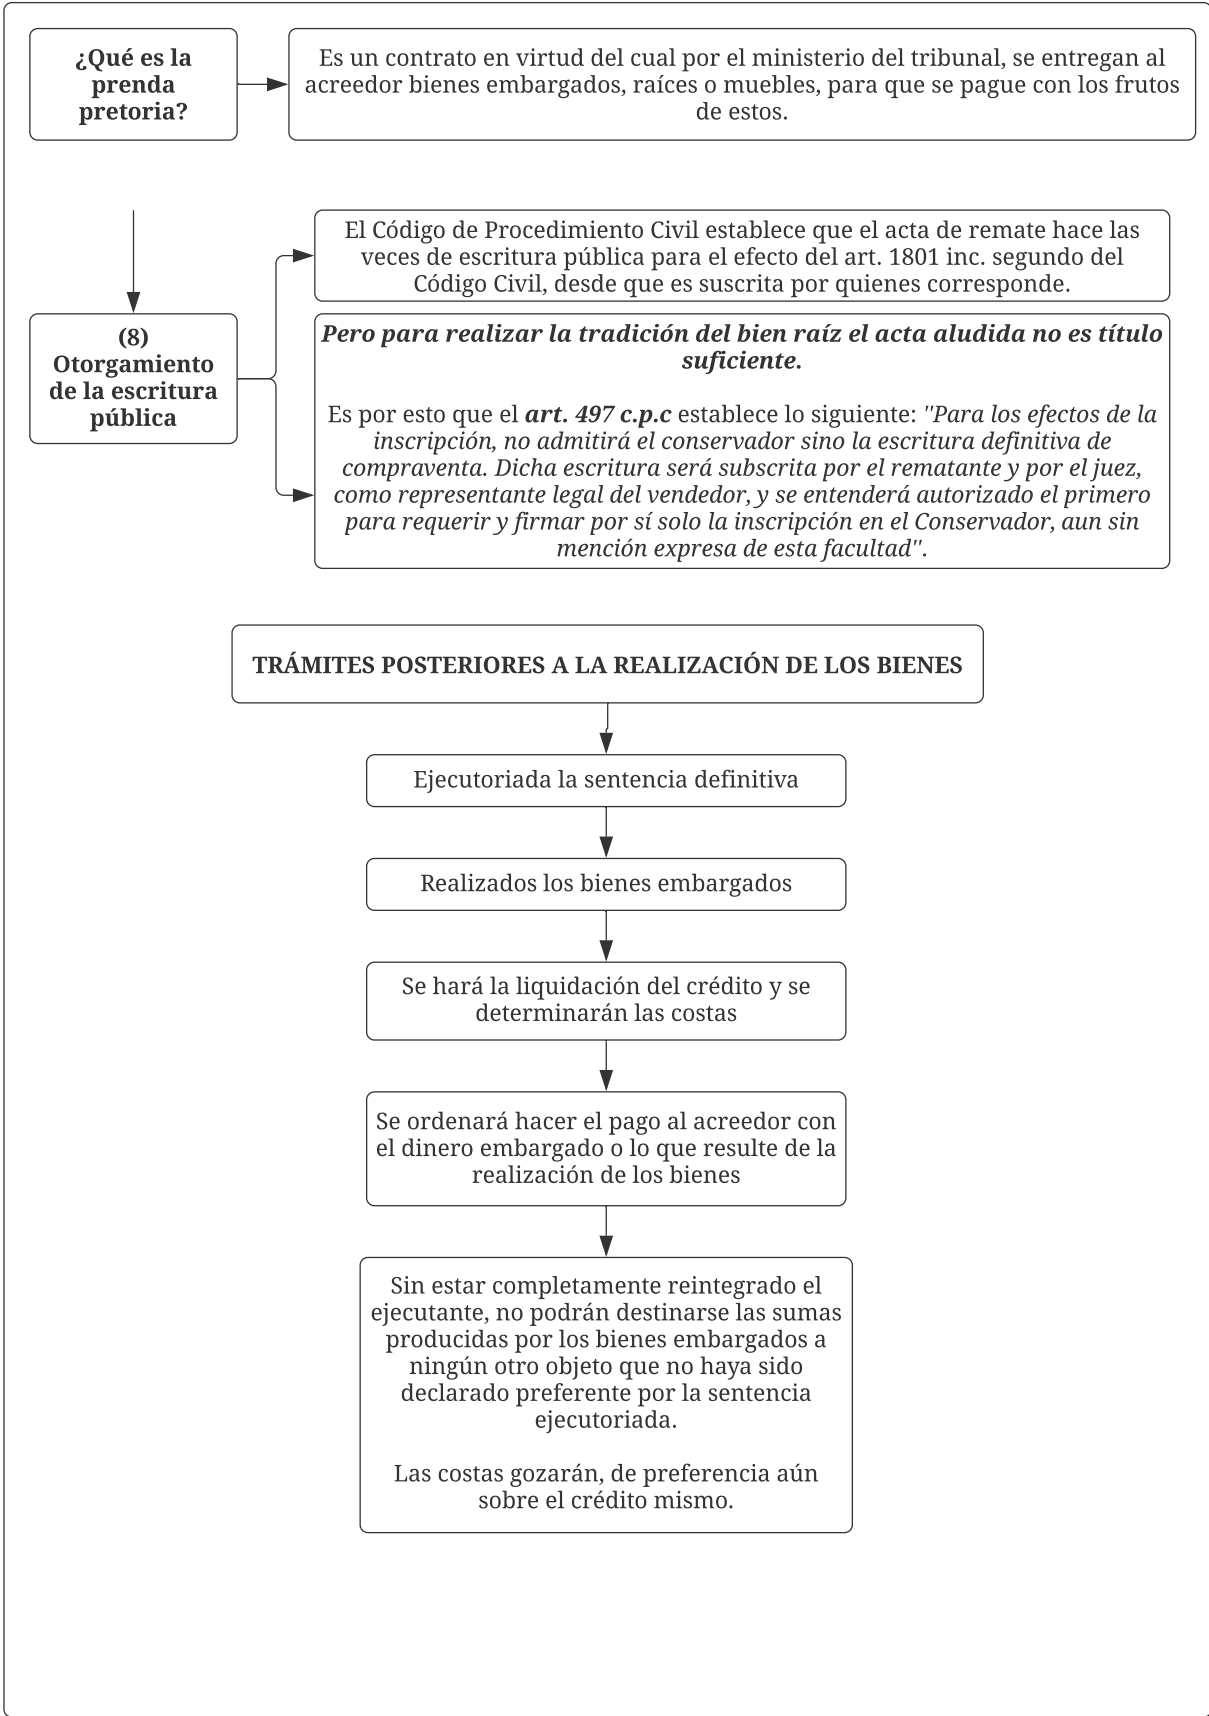 ¿Qué es la
prenda
pretoria?
Es un contrato en virtud del cual por el ministerio del tribunal, se entregan al
acreedor bienes embargados, raíces o muebles, para que se pague con los frutos
de estos.
El Código de Procedimiento Civil establece que el acta de remate hace las
veces de escritura pública para el efecto del art. 1801 inc. segundo del
Código Civil, desde que es suscrita por quienes corresponde.
(8)
Otorgamiento
de la escritura
pública
Pero para realizar la tradición del bien raíz el acta aludida no es título
suficiente.
Es por esto que el art. 497 c.p.c establece lo siguiente: "Para los efectos de la
inscripción, no admitirá el conservador sino la escritura definitiva de
compraventa. Dicha escritura será subscrita por el rematante y por el juez,
como representante legal del vendedor, y se entenderá autorizado el primero
para requerir y firmar por sí solo la inscripción en el Conservador, aun sin
mención expresa de esta facultad".
TRÁMITES POSTERIORES A LA REALIZACIÓN DE LOS BIENES
Ejecutoriada la sentencia definitiva
Realizados los bienes embargados
Se hará la liquidación del crédito y se
determinarán las costas
Se ordenará hacer el pago al acreedor con
el dinero embargado o lo que resulte de la
realización de los bienes
Sin estar completamente reintegrado el
ejecutante, no podrán destinarse las sumas
producidas por los bienes embargados a
ningún otro objeto que no haya sido
declarado preferente por la sentencia
ejecutoriada.
Las costas gozarán, de preferencia aún
sobre el crédito mismo.